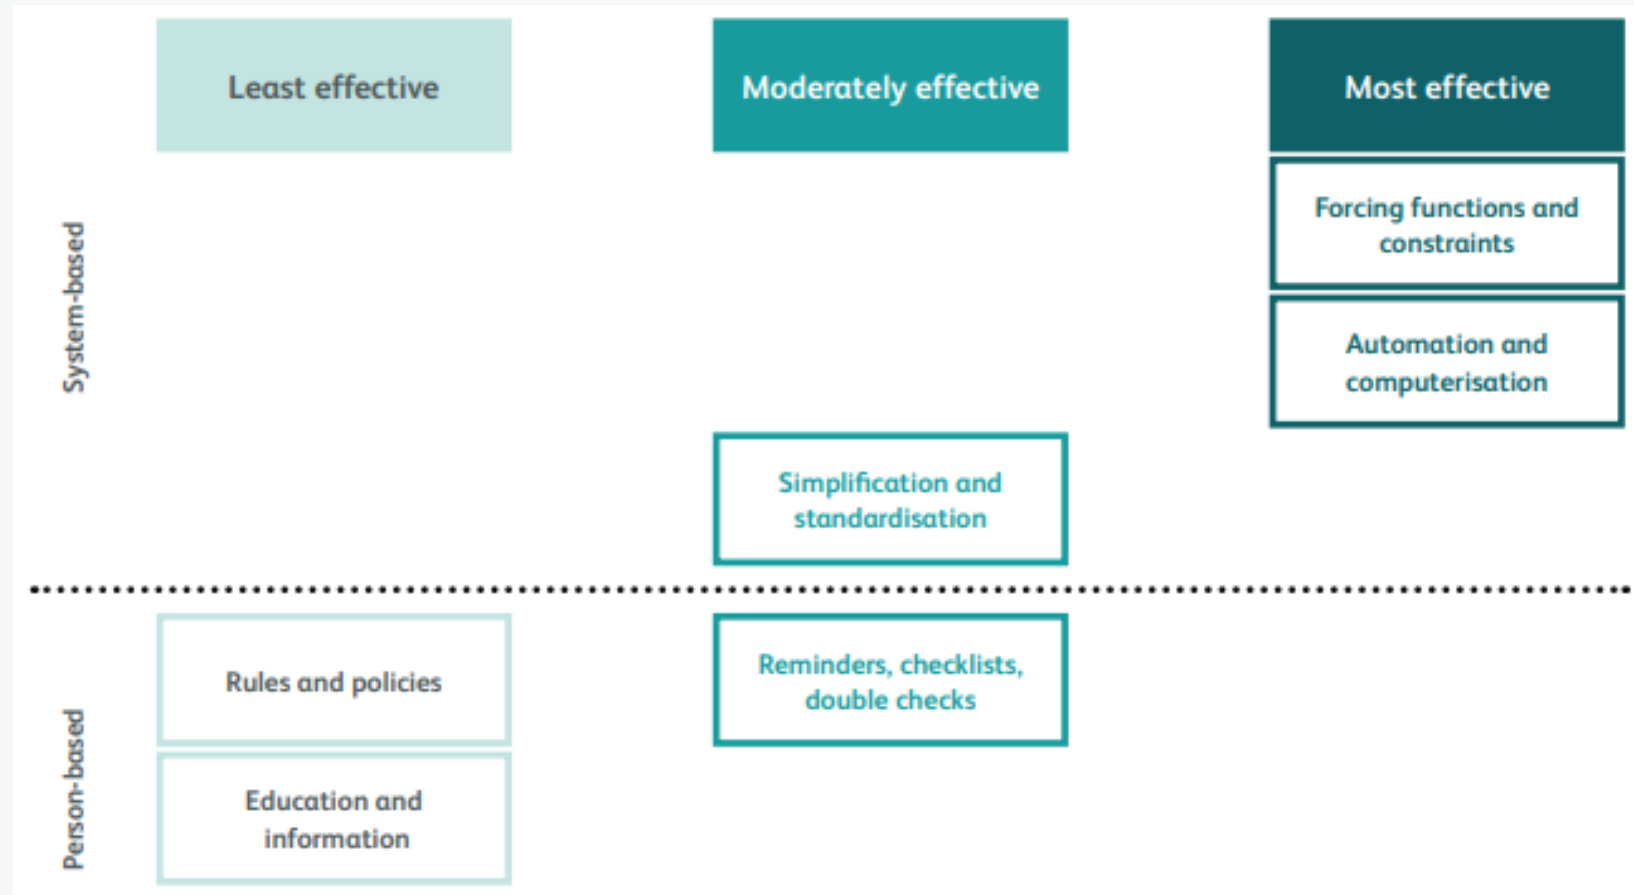 Least effective
Moderately effective
Most effective
System-based
Forcing functions and
constraints
Automation and
computerisation
Simplification and
standardisation
Person-based
Rules and policies
Reminders, checklists,
double checks
Education and
information